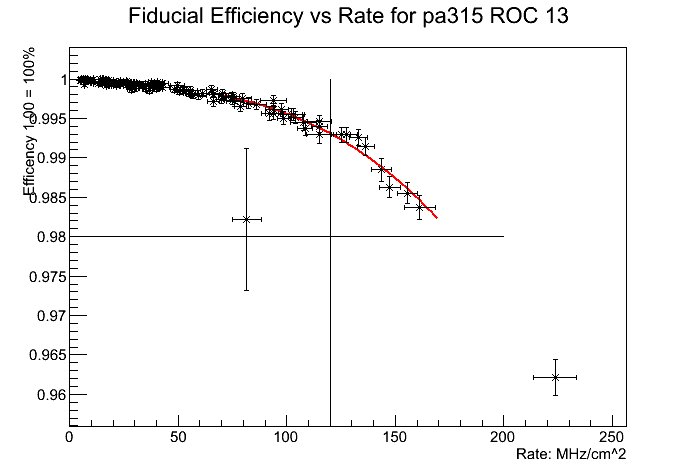 Fiducial Efficiency vs Rate for pa315 ROC 13
Efficency 1.00 = 100%
1
0.995
0.99
0.985
0.98
0.975
0.97
0.965
0.96
0 50 100 150 200 250
Rate: MHz/cm^2